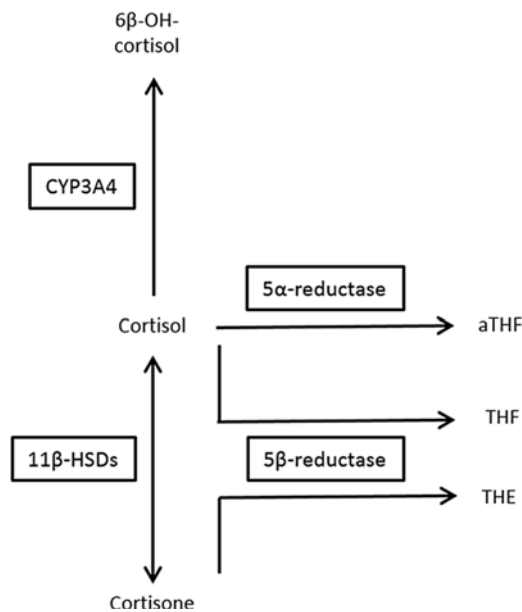 6β-OH-
cortisol
CYP3A4
5α-reductase
Cortisol
aTHF
THF
11β-HSDs
5β-reductase
THE
Cortisone